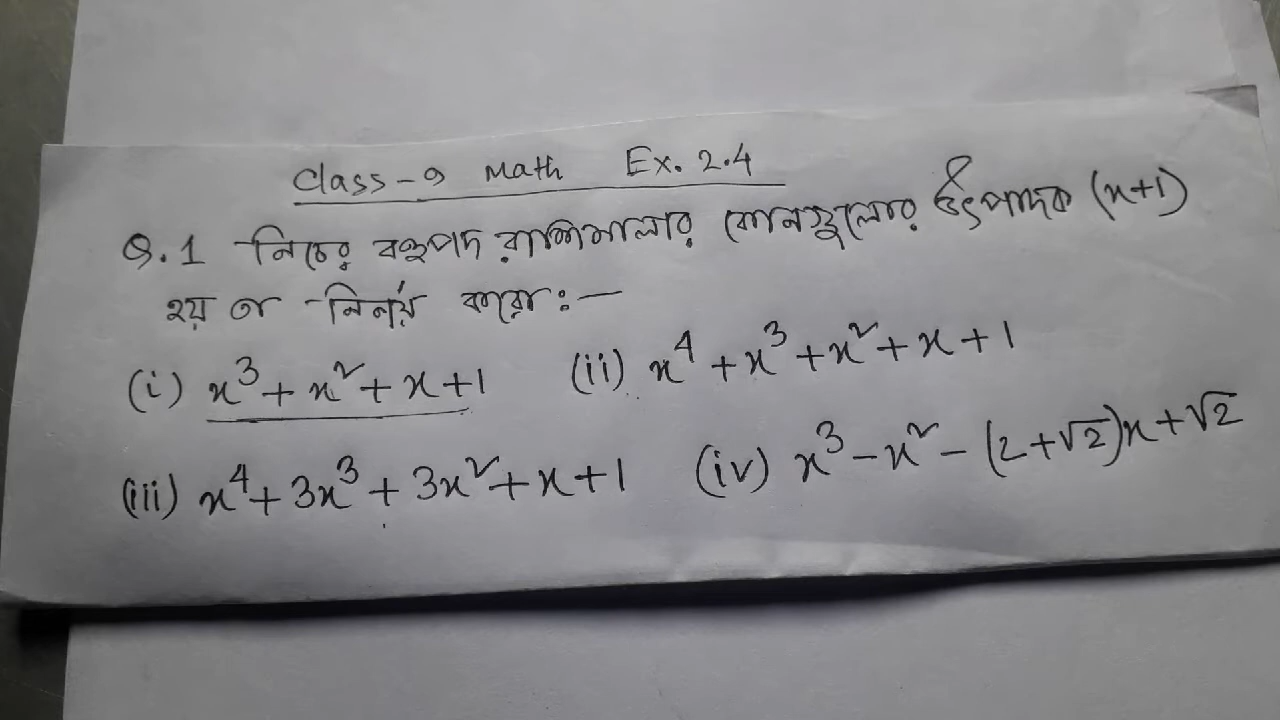 Class-9 Math Ex. 2.4
Q.1 নিচের বহুপদ রাশিমালার কোনগুলোর উৎপাদক (x+1)
হয় তা নির্ণয় করো:—
(i) x³+x²+x+1 (ii) x⁴+x³+x²+x+1
(iii) x⁴+3x³+3x²+x+1 (iv) x³-x²-(2+√2)x+√2